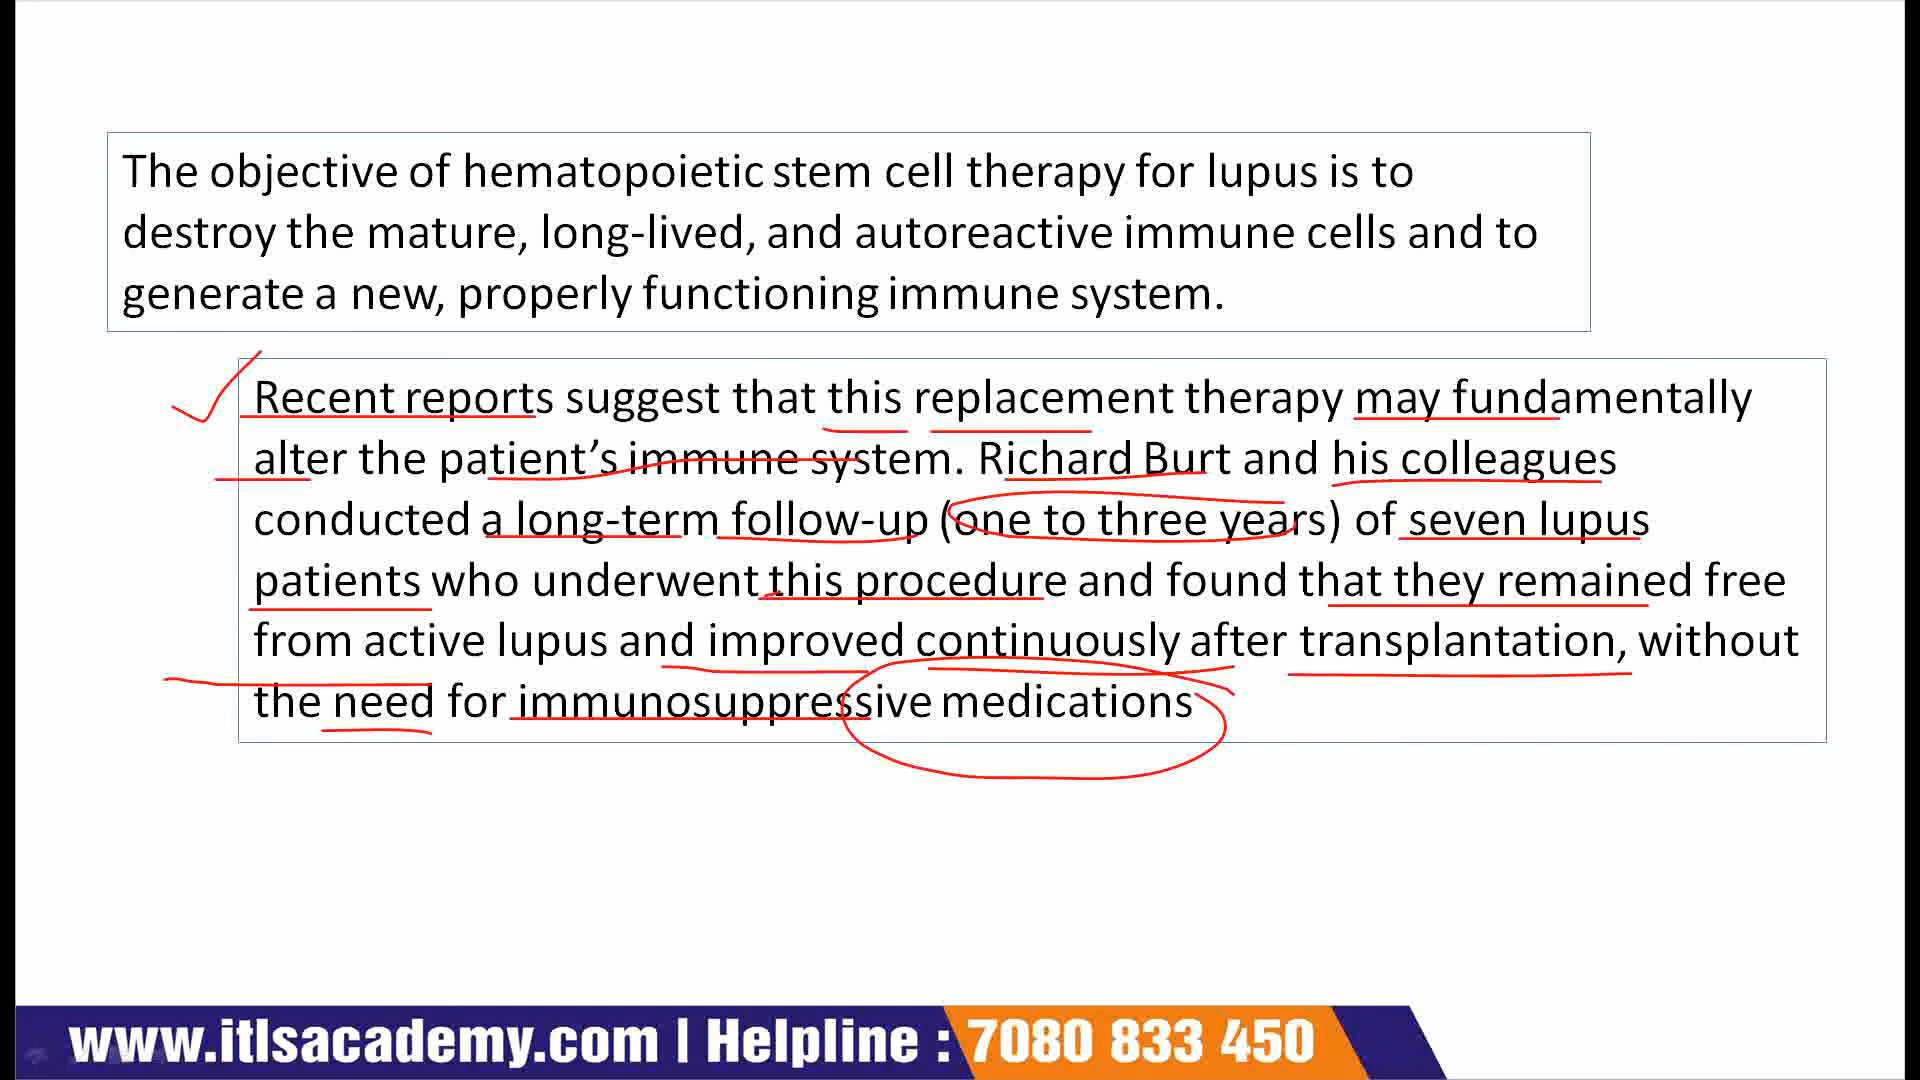 The objective of hematopoietic stem cell therapy for lupus is to
destroy the mature, long-lived, and autoreactive immune cells and to
generate a new, properly functioning immune system.
Recent reports suggest that this replacement therapy may fundamentally
alter the patient’s immune system. Richard Burt and his colleagues
conducted a long-term follow-up (one to three years) of seven lupus
patients who underwent this procedure and found that they remained free
from active lupus and improved continuously after transplantation, without
the need for immunosuppressive medications
www.itlsacademy.com | Helpline : 7080 833 450